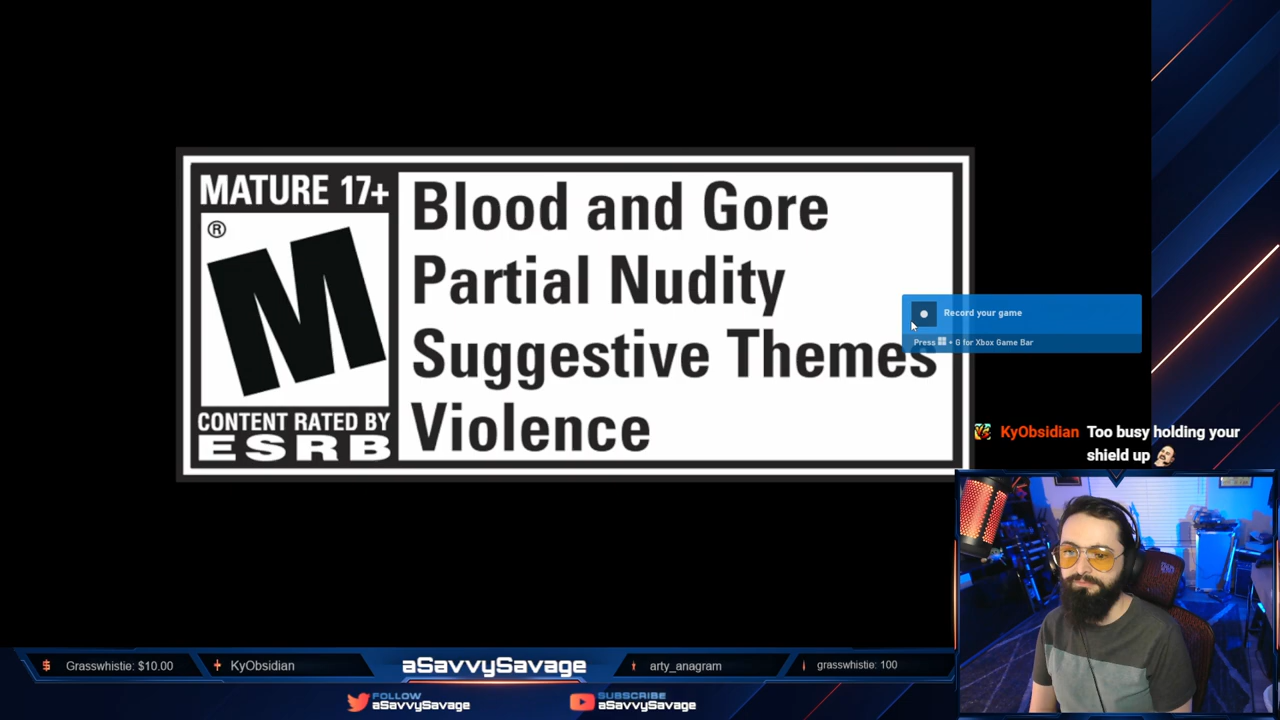 MATURE 17+
®
M
CONTENT RATED BY
ESRB
Blood and Gore
Partial Nudity
Suggestive Themes
Violence
Record your game
Press + G for Xbox Game Bar
KyObsidian Too busy holding your
shield up
$ Grasswhistie: $10.00
KyObsidian
aSavvySavage
arty_anagram
grasswhistie: 100
FOLLOW
aSavvySavage
SUBSCRIBE
aSavvySavage